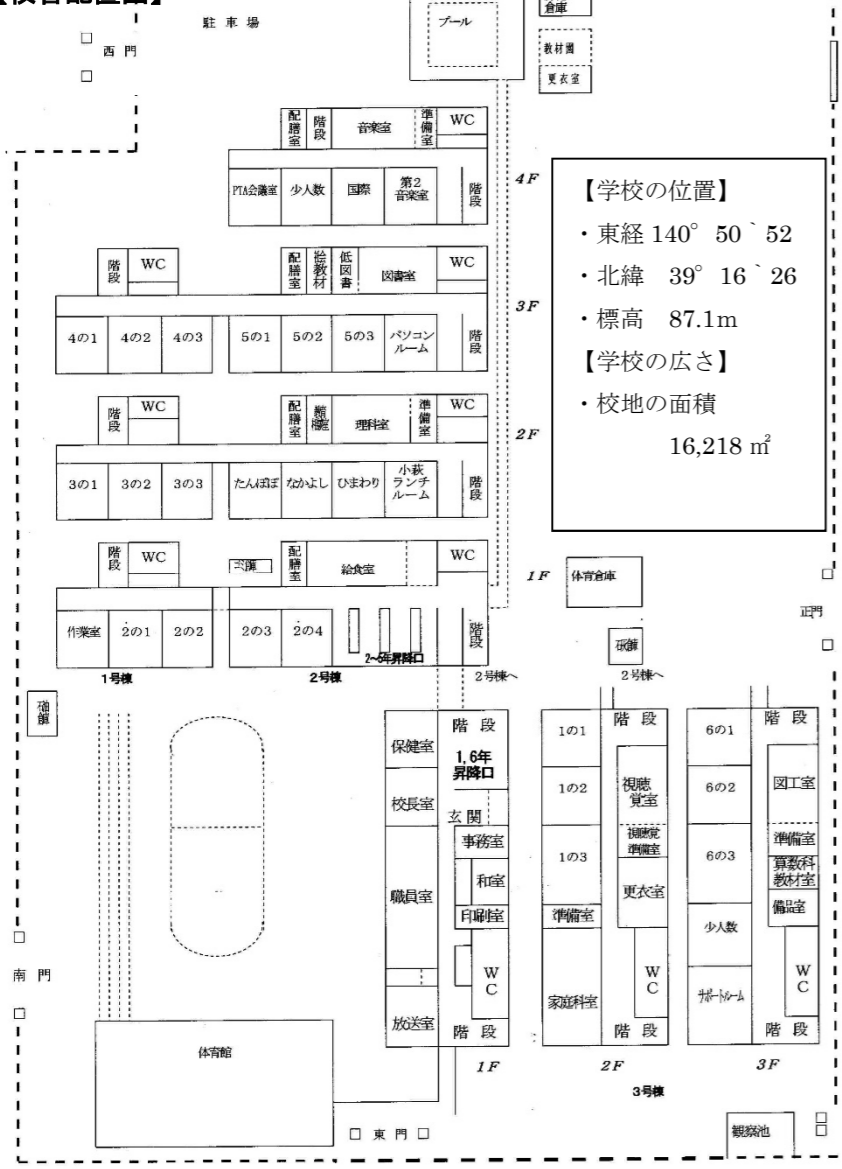 【校舎配置図】
駐車場
プール
倉庫
西門
教材園
更衣室
配膳室
階段
音楽室
準備室
WC
4F
PTA会議室
少人数
国際
第2
音楽室
階段
【学校の位置】
・東経 140° 50｀52
・北緯 39° 16｀26
・標高 87.1m
【学校の広さ】
・校地の面積
16,218 ㎡
階段
WC
配膳室
絵教材
低図書
図書室
WC
3F
4の1
4の2
4の3
5の1
5の2
5の3
パソコン
ルーム
階段
階段
WC
配膳室
理科室
準備室
WC
2F
3の1
3の2
3の3
たんぽぽ
なかよし
ひまわり
小萩
ランチ
ルーム
階段
階段
WC
配膳室
給食室
WC
1F
体育倉庫
正門
作業室
2の1
2の2
2の3
2の4
2~5年昇降口
階段
1号棟
2号棟
2号棟へ
2号棟へ
保健室
階段
1,6年
昇降口
校長室
玄関
事務室
職員室
和室
印刷室
WC
放送室
階段
1F
1の1
階段
1の2
視聴
覚室
視聴覚
準備室
1の3
更衣室
準備室
家庭科室
WC
階段
2F
6の1
階段
6の2
図工室
準備室
6の3
算数科
教材室
備品室
少人数
サポートルーム
WC
階段
3F
3号棟
南門
体育館
東門
観察池